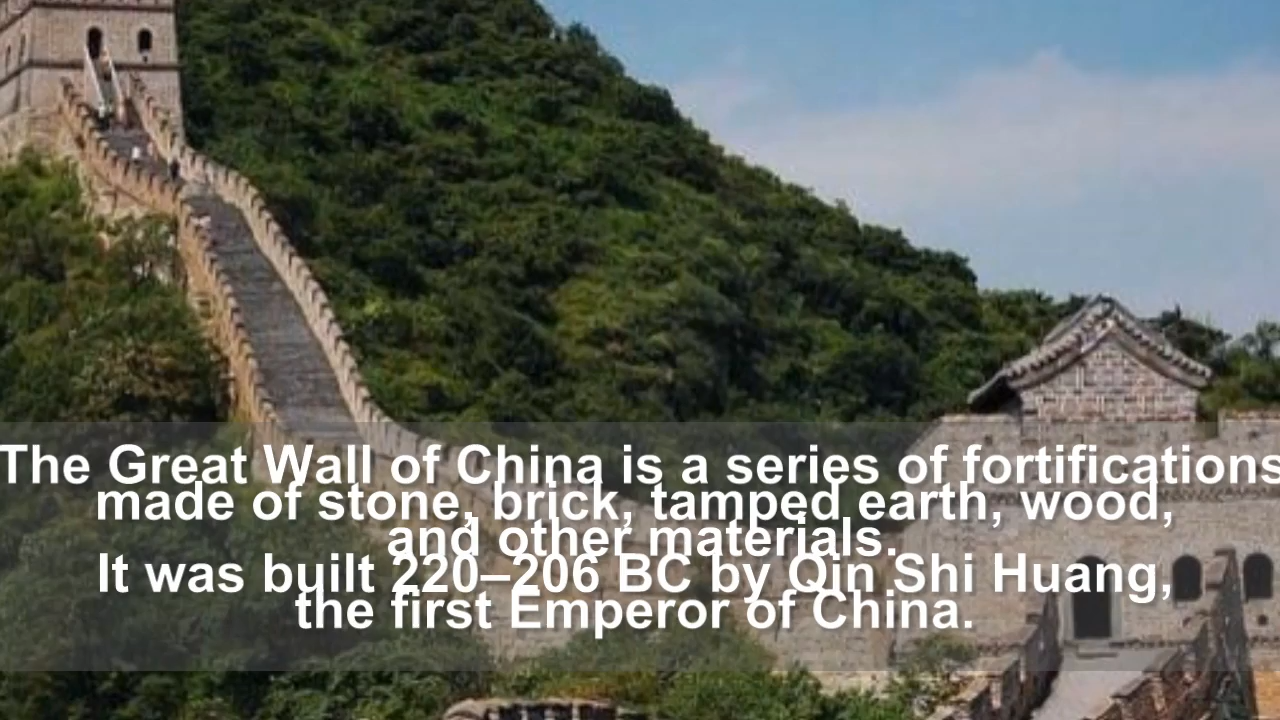 The Great Wall of China is a series of fortifications
made of stone, brick, tamped earth, wood,
and other materials.
It was built 220–206 BC by Qin Shi Huang,
the first Emperor of China.